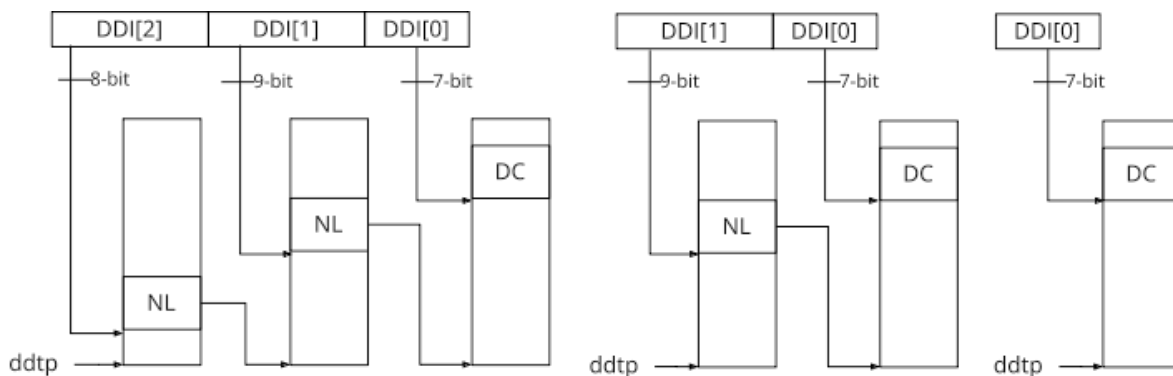 DDI[2] DDI[1] DDI[0]
8-bit 9-bit 7-bit
DC
NL
NL
ddtp
DDI[1] DDI[0]
9-bit 7-bit
DC
NL
ddtp
DDI[0]
7-bit
DC
ddtp